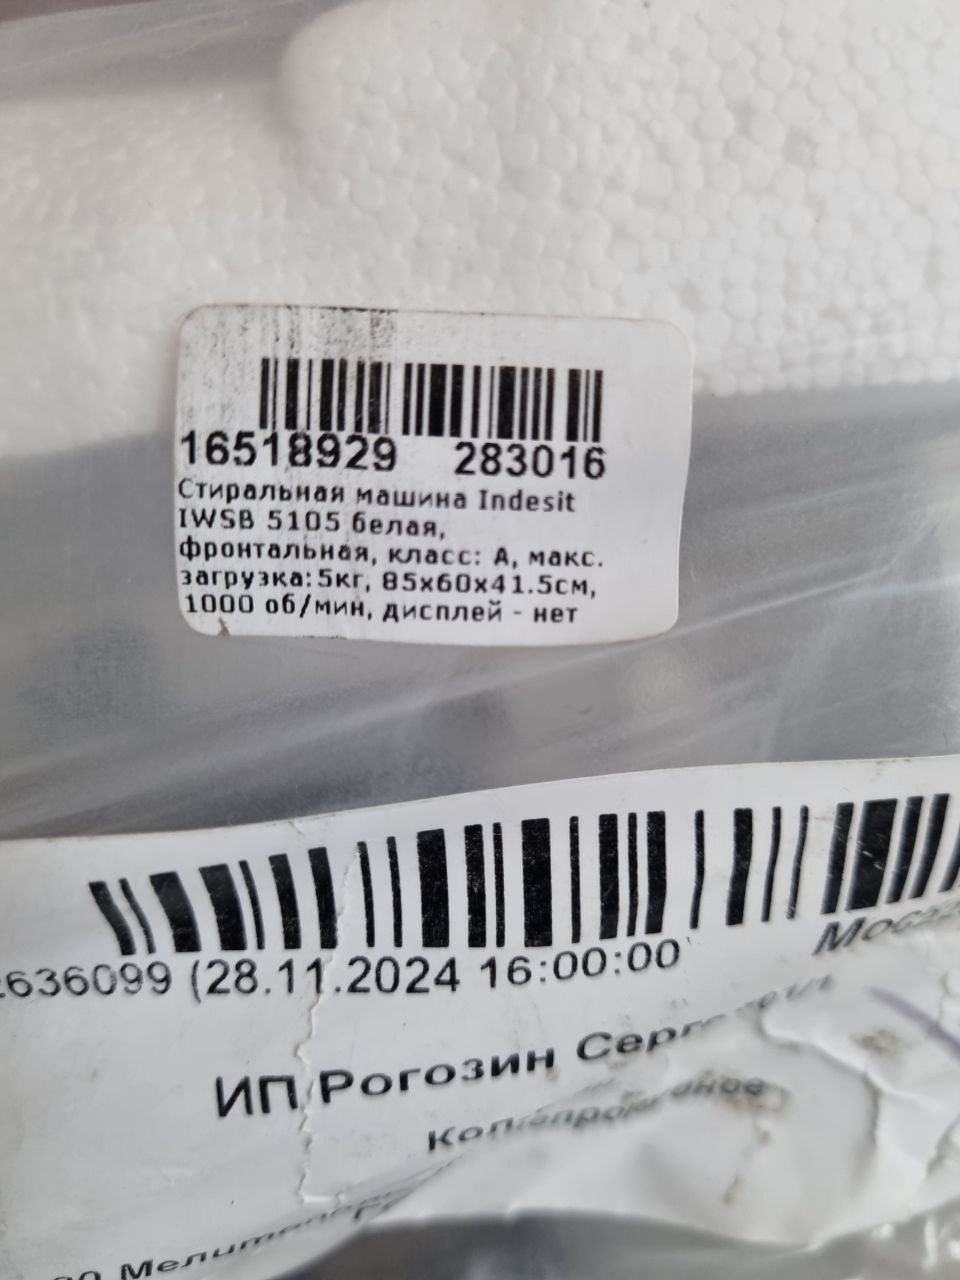 16518929 283016
Стиральная машина Indesit
IWSB 5105 белая,
фронтальная, класс: A, макс.
загрузка:5кг, 85x60x41.5см,
1000 об/мин, дисплей - нет
636099 (28.11.2024 16:00:00
ИП Рогозин